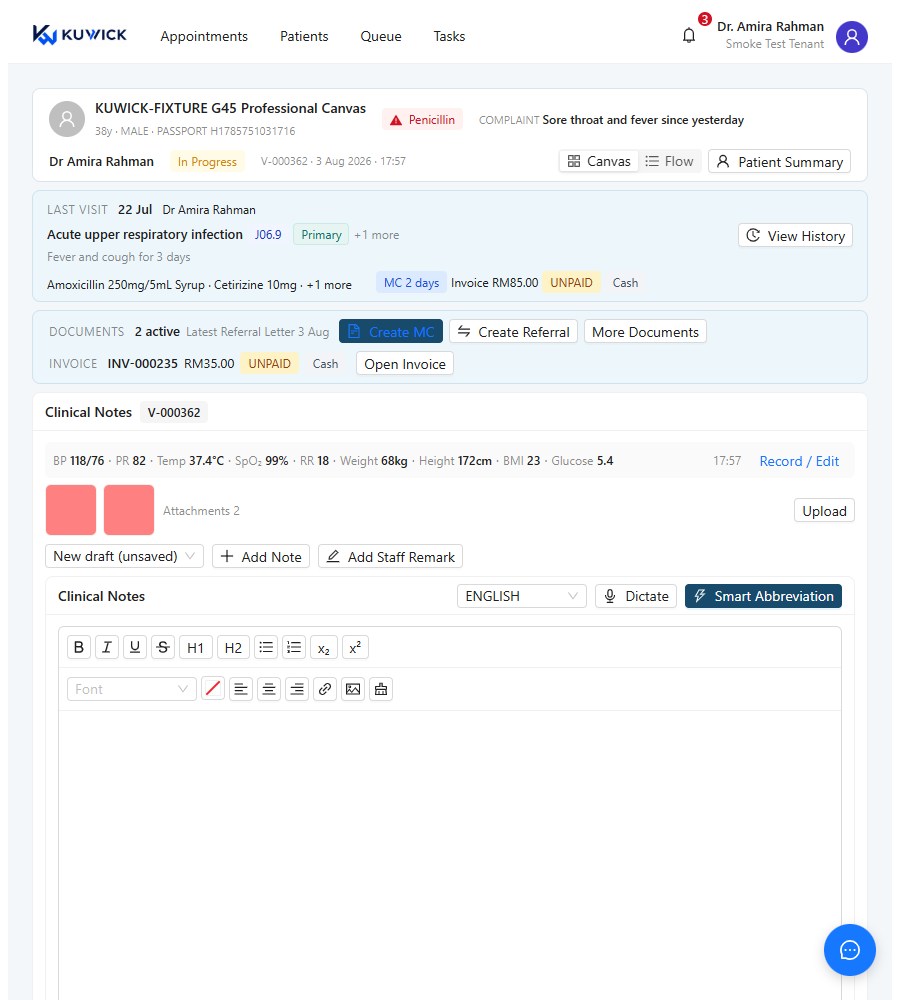 KUWICK
Appointments Patients Queue Tasks
3
Dr. Amira Rahman
Smoke Test Tenant
KUWICK-FIXTURE G45 Professional Canvas
38y · MALE · PASSPORT H1785751031716
Penicillin
COMPLAINT Sore throat and fever since yesterday
Dr Amira Rahman In Progress V-000362 · 3 Aug 2026 · 17:57 Canvas Flow Patient Summary
LAST VISIT 22 Jul Dr Amira Rahman
Acute upper respiratory infection J06.9 Primary +1 more View History
Fever and cough for 3 days
Amoxicillin 250mg/5mL Syrup · Cetirizine 10mg · +1 more MC 2 days Invoice RM85.00 UNPAID Cash
DOCUMENTS 2 active Latest Referral Letter 3 Aug Create MC Create Referral More Documents
INVOICE INV-000235 RM35.00 UNPAID Cash Open Invoice
Clinical Notes V-000362
BP 118/76 · PR 82 · Temp 37.4°C · SpO₂ 99% · RR 18 · Weight 68kg · Height 172cm · BMI 23 · Glucose 5.4 17:57 Record / Edit
Attachments 2 Upload
New draft (unsaved) Add Note Add Staff Remark
Clinical Notes ENGLISH Dictate Smart Abbreviation
B I U S H1 H2 x₂ x²
Font